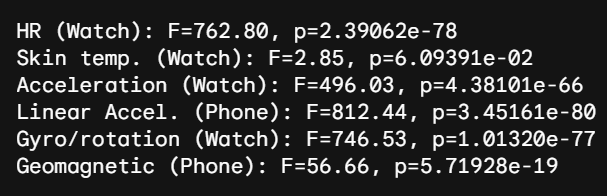 HR (Watch): F=762.80, p=2.39062e-78
Skin temp. (Watch): F=2.85, p=6.09391e-02
Acceleration (Watch): F=496.03, p=4.38101e-66
Linear Accel. (Phone): F=812.44, p=3.45161e-80
Gyro/rotation (Watch): F=746.53, p=1.01320e-77
Geomagnetic (Phone): F=56.66, p=5.71928e-19